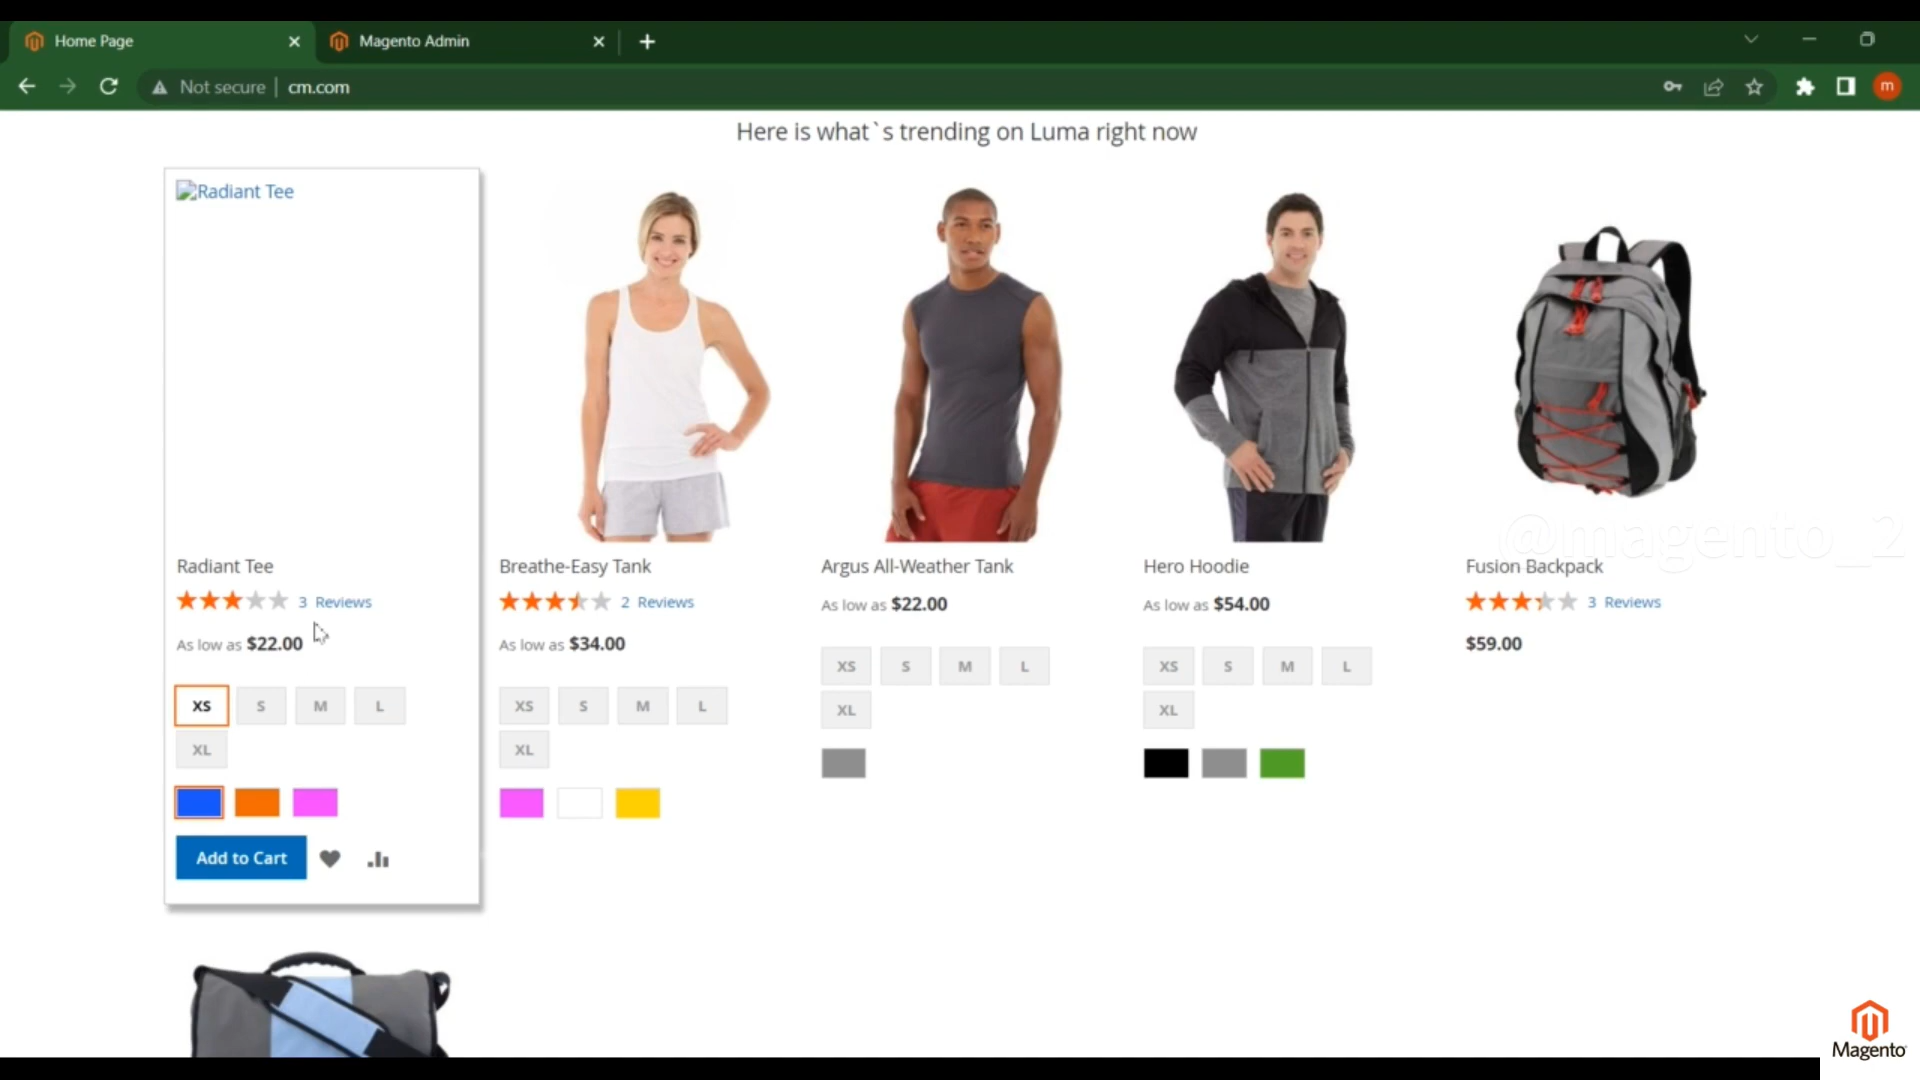 Home Page
Magento Admin
Not secure | cm.com
m
Here is what`s trending on Luma right now
Radiant Tee
Radiant Tee
3 Reviews
As low as $22.00
XS S M L
XL
Add to Cart
Breathe-Easy Tank
2 Reviews
As low as $34.00
XS S M L
XL
Argus All-Weather Tank
As low as $22.00
XS S M L
XL
Hero Hoodie
As low as $54.00
XS S M L
XL
@magento_2
Fusion Backpack
3 Reviews
$59.00
Magento